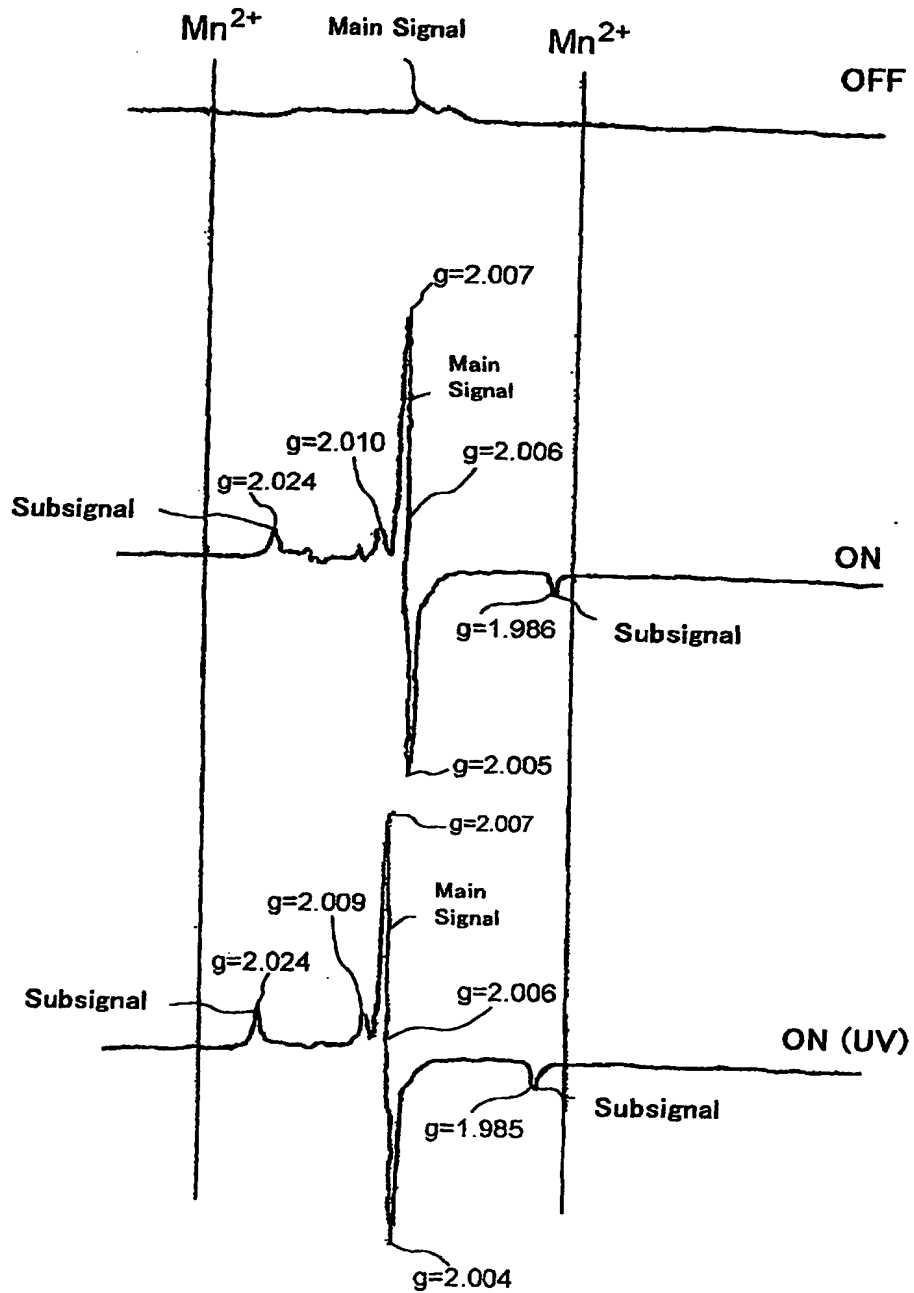 Mn2+
Main Signal
Mn2+
OFF
g=2.007
Main
Signal
g=2.010
g=2.006
g=2.024
Subsignal
ON
g=1.986
Subsignal
g=2.005
g=2.007
Main
Signal
g=2.009
g=2.024
g=2.006
Subsignal
ON (UV)
Subsignal
g=1.985
g=2.004